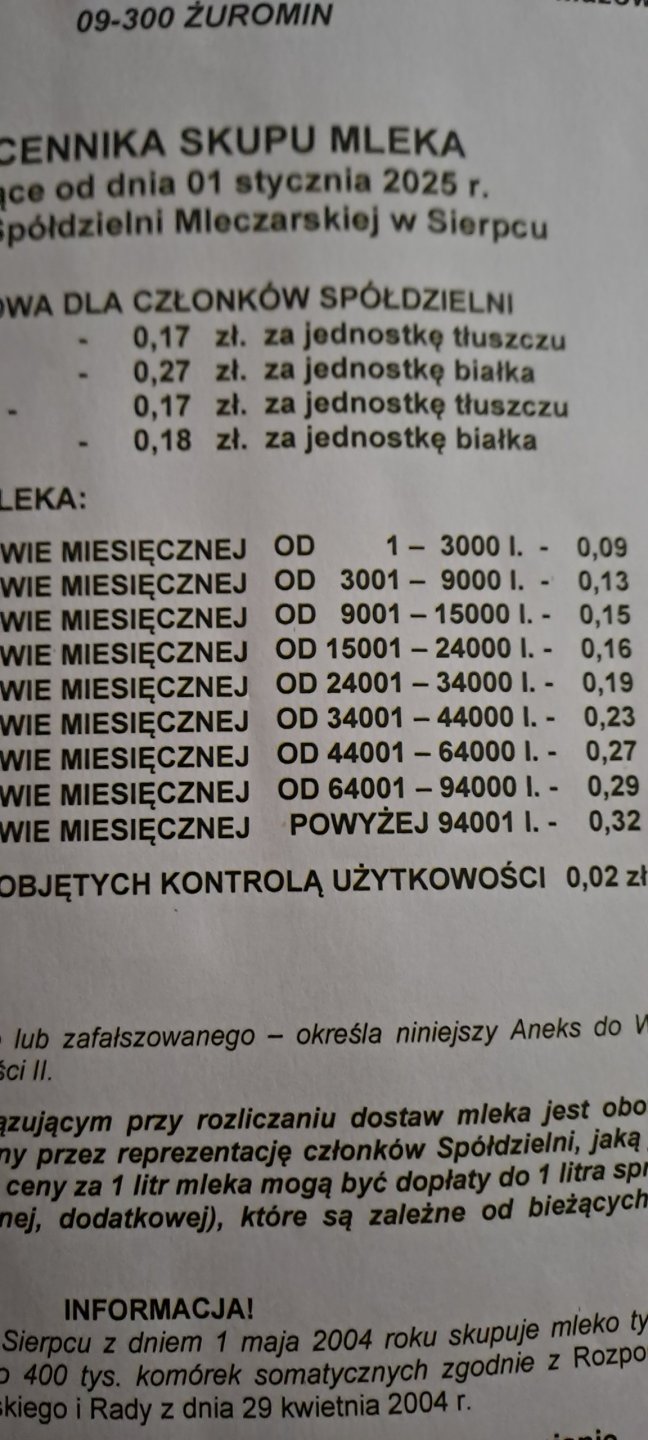 09-300 ŻUROMIN
CENNIKA SKUPU MLEKA
ące od dnia 01 stycznia 2025 r.
Spółdzielni Mleczarskiej w Sierpcu
OWA DLA CZŁONKÓW SPÓŁDZIELNI
- 0,17 zł. za jednostkę tłuszczu
- 0,27 zł. za jednostkę białka
- 0,17 zł. za jednostkę tłuszczu
- 0,18 zł. za jednostkę białka
LEKA:
WIE MIESIĘCZNEJ OD 1 – 3000 l. - 0,09
WIE MIESIĘCZNEJ OD 3001 – 9000 l. - 0,13
WIE MIESIĘCZNEJ OD 9001 – 15000 l. - 0,15
WIE MIESIĘCZNEJ OD 15001 – 24000 l. - 0,16
WIE MIESIĘCZNEJ OD 24001 – 34000 l. - 0,19
WIE MIESIĘCZNEJ OD 34001 – 44000 l. - 0,23
WIE MIESIĘCZNEJ OD 44001 – 64000 l. - 0,27
WIE MIESIĘCZNEJ OD 64001 – 94000 l. - 0,29
WIE MIESIĘCZNEJ POWYŻEJ 94001 l. - 0,32
OBJĘTYCH KONTROLĄ UŻYTKOWOŚCI 0,02 zł
lub zafałszowanego – określa niniejszy Aneks do W
ści II.
ązującym przy rozliczaniu dostaw mleka jest obo
ny przez reprezentację członków Spółdzielni, jaką
ceny za 1 litr mleka mogą być dopłaty do 1 litra spr
nej, dodatkowej), które są zależne od bieżących
INFORMACJA!
Sierpcu z dniem 1 maja 2004 roku skupuje mleko ty
o 400 tys. komórek somatycznych zgodnie z Rozpo
skiego i Rady z dnia 29 kwietnia 2004 r.